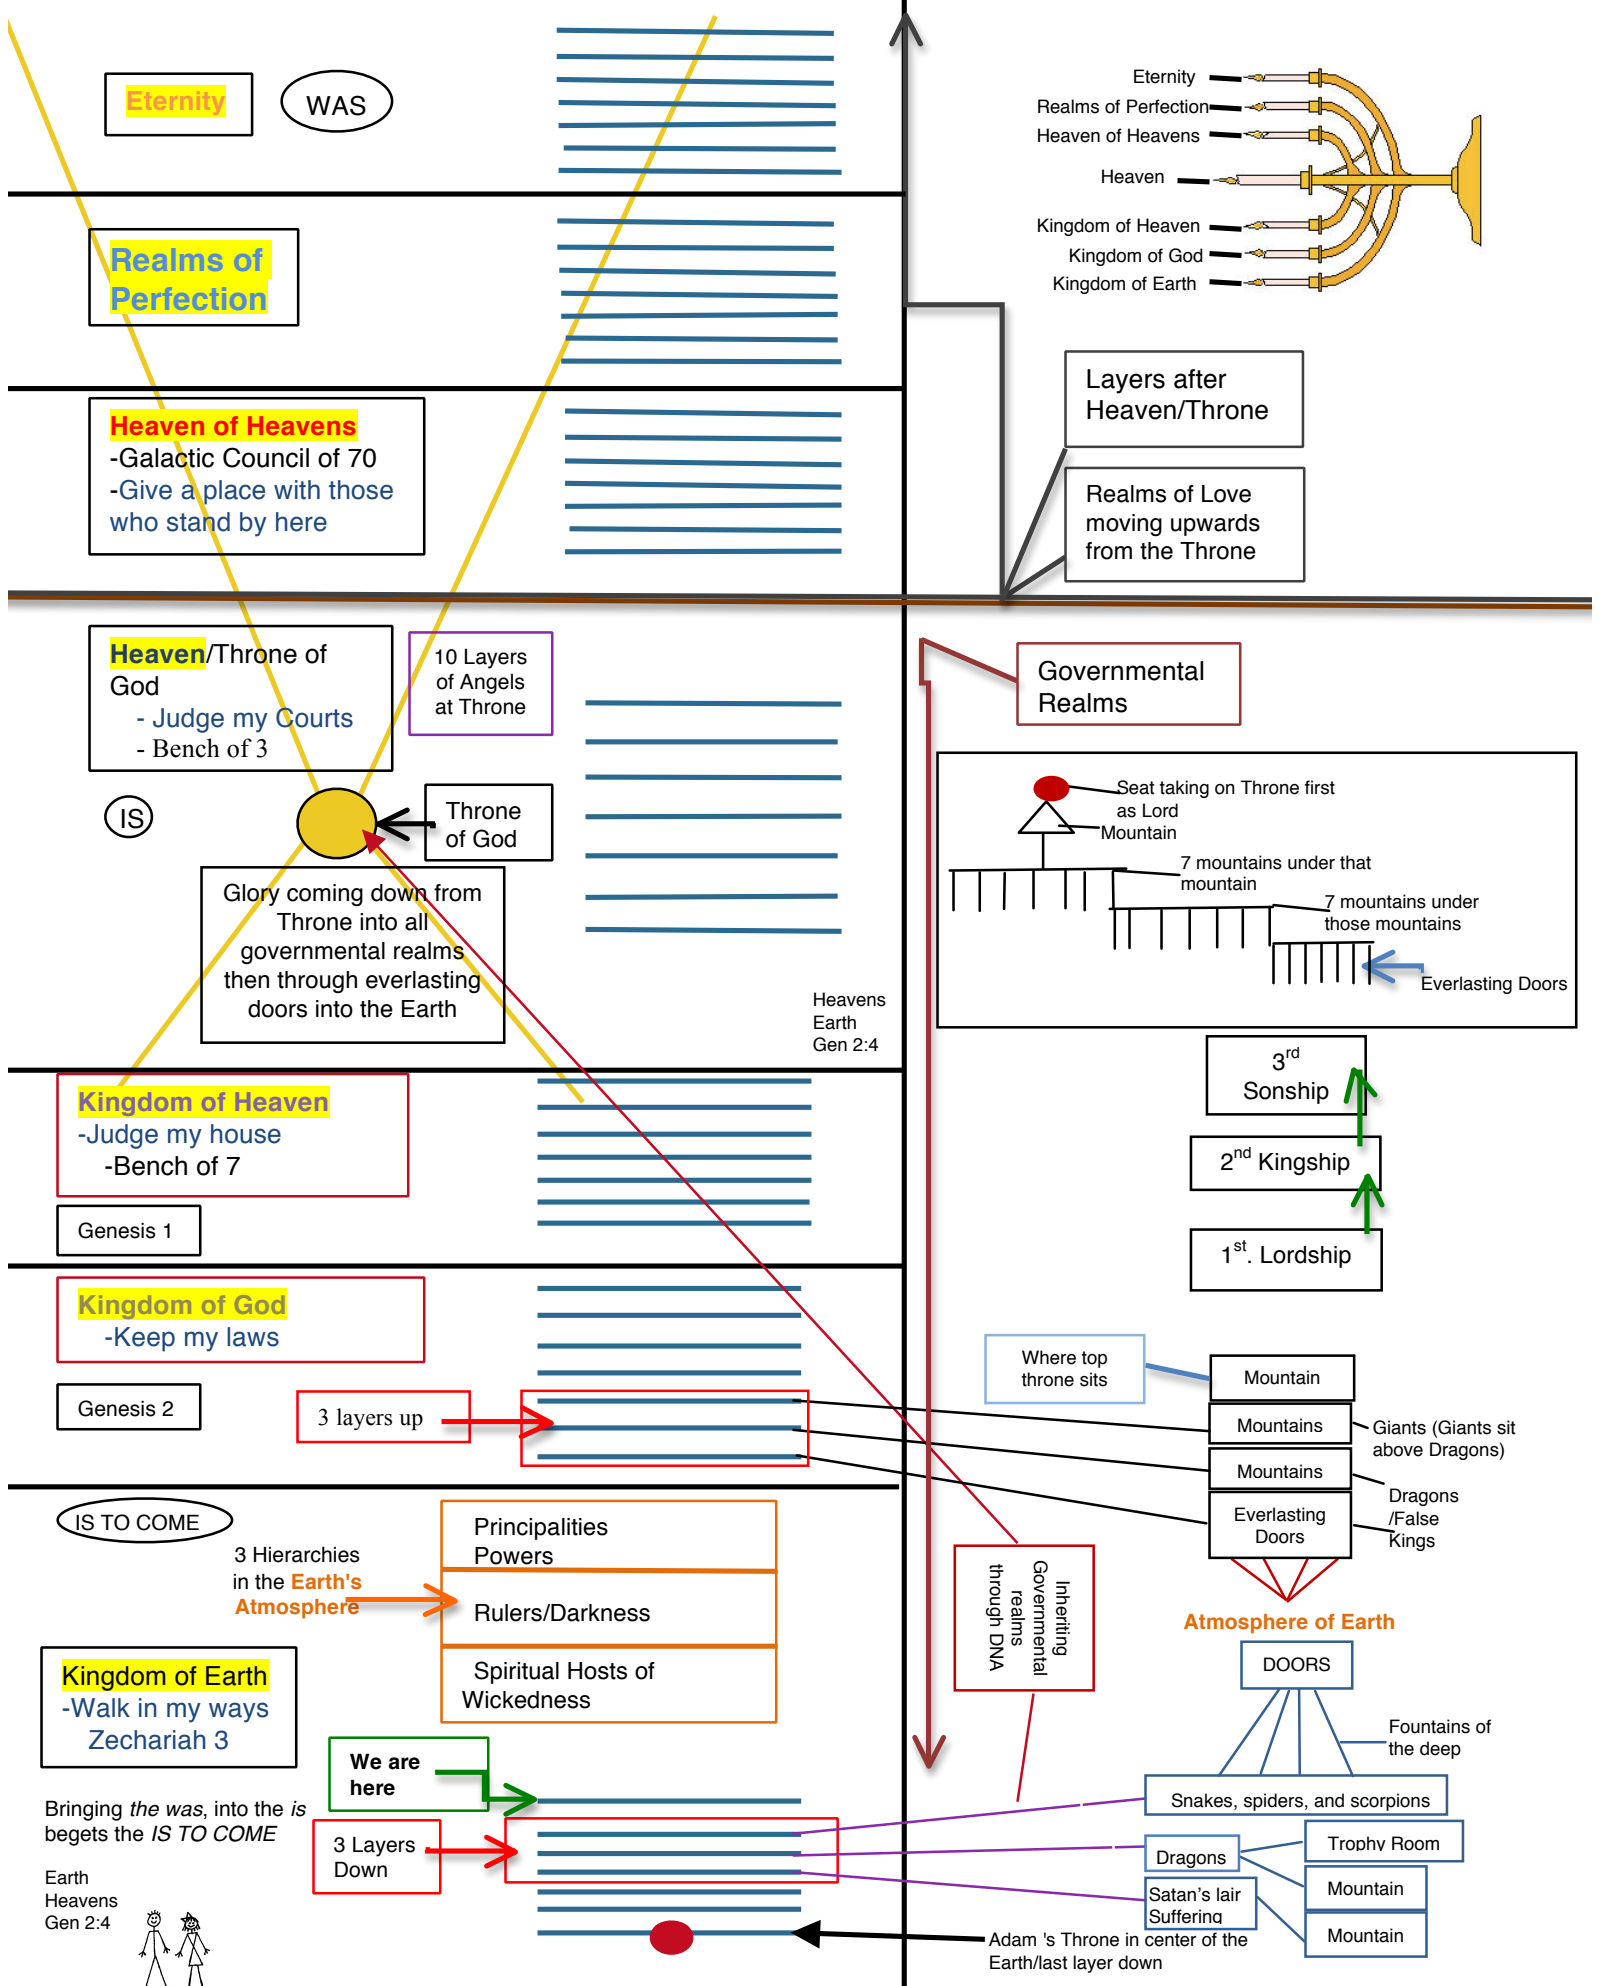 Eternity
WAS
Realms of
Perfection
Heaven of Heavens
-Galactic Council of 70
-Give a place with those
who stand by here
Eternity
Realms of Perfection
Heaven of Heavens
Heaven
Kingdom of Heaven
Kingdom of God
Kingdom of Earth
Layers after
Heaven/Throne
Realms of Love
moving upwards
from the Throne
Heaven/Throne of
God
- Judge my Courts
- Bench of 3
10 Layers
of Angels
at Throne
IS
Throne
of God
Glory coming down from
Throne into all
governmental realms
then through everlasting
doors into the Earth
Heavens
Earth
Gen 2:4
Governmental
Realms
Seat taking on Throne first
as Lord
Mountain
7 mountains under that
mountain
7 mountains under
those mountains
Everlasting Doors
3rd
Sonship
2nd Kingship
1st. Lordship
Kingdom of Heaven
-Judge my house
-Bench of 7
Genesis 1
Kingdom of God
-Keep my laws
Genesis 2
3 layers up
Where top
throne sits
Mountain
Mountains
Giants (Giants sit
above Dragons)
Mountains
Dragons
/False
Kings
Everlasting
Doors
Atmosphere of Earth
IS TO COME
3 Hierarchies
in the Earth's
Atmosphere
Principalities
Powers
Rulers/Darkness
Spiritual Hosts of
Wickedness
Inheriting
Governmental
realms
through DNA
DOORS
Fountains of
the deep
Kingdom of Earth
-Walk in my ways
Zechariah 3
We are
here
Snakes, spiders, and scorpions
Bringing the was, into the is
begets the IS TO COME
3 Layers
Down
Dragons
Trophy Room
Mountain
Satan’s lair
Suffering
Mountain
Earth
Heavens
Gen 2:4
Adam 's Throne in center of the
Earth/last layer down